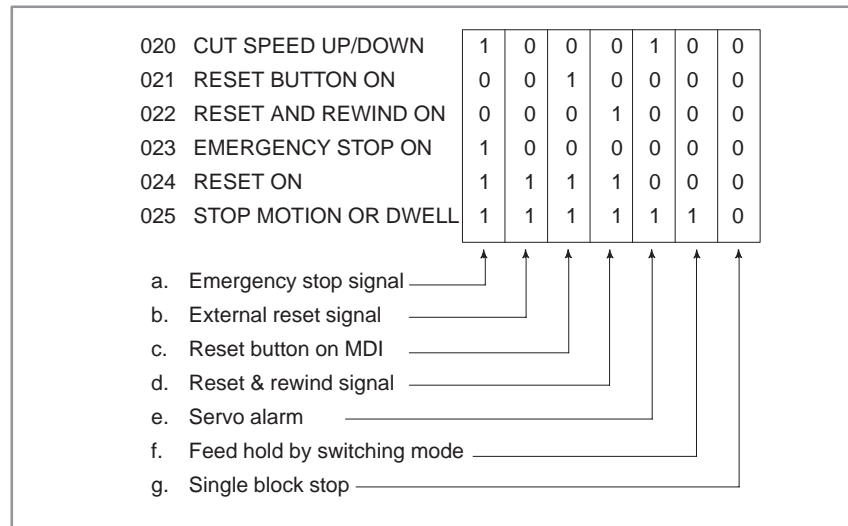 020 CUT SPEED UP/DOWN 1 0 0 0 1 0 0
021 RESET BUTTON ON 0 0 1 0 0 0 0
022 RESET AND REWIND ON 0 0 0 1 0 0 0
023 EMERGENCY STOP ON 1 0 0 0 0 0 0
024 RESET ON 1 1 1 1 0 0 0
025 STOP MOTION OR DWELL 1 1 1 1 1 1 0
a. Emergency stop signal
b. External reset signal
c. Reset button on MDI
d. Reset & rewind signal
e. Servo alarm
f. Feed hold by switching mode
g. Single block stop